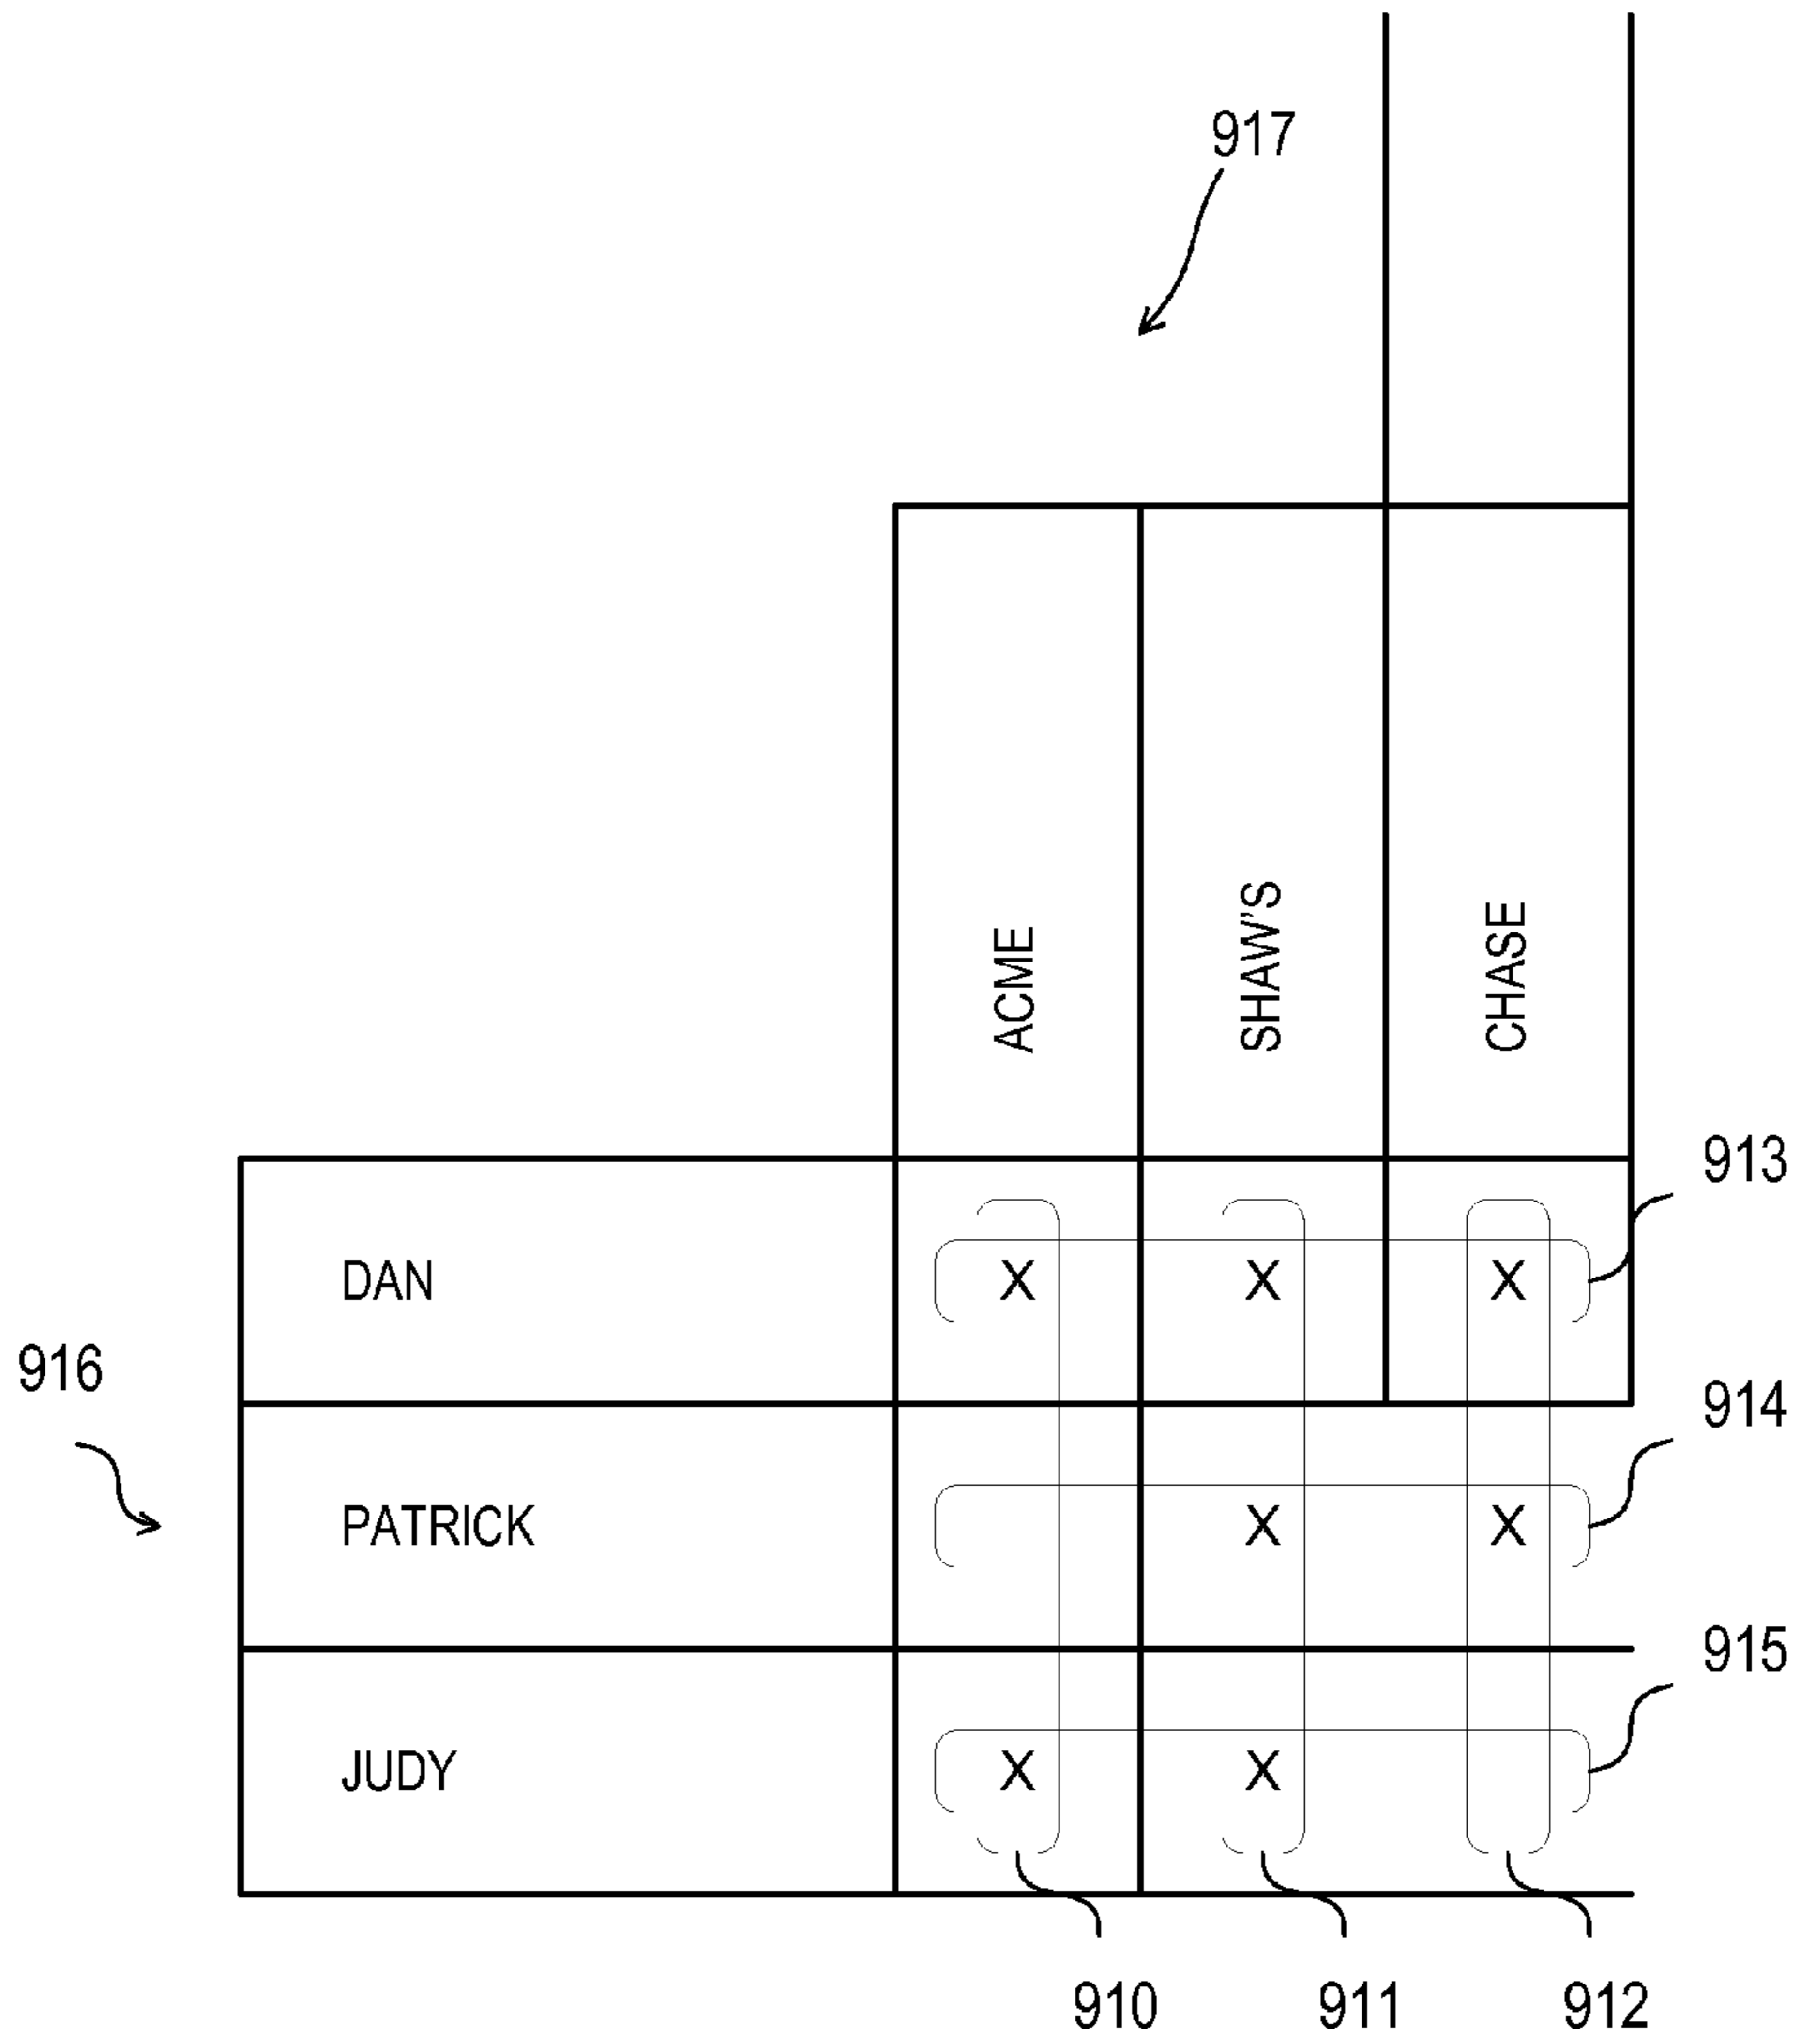 917
ACME
SHAW'S
CHASE
913
DAN
X
X
X
916
914
PATRICK
X
X
915
JUDY
X
X
910
911
912